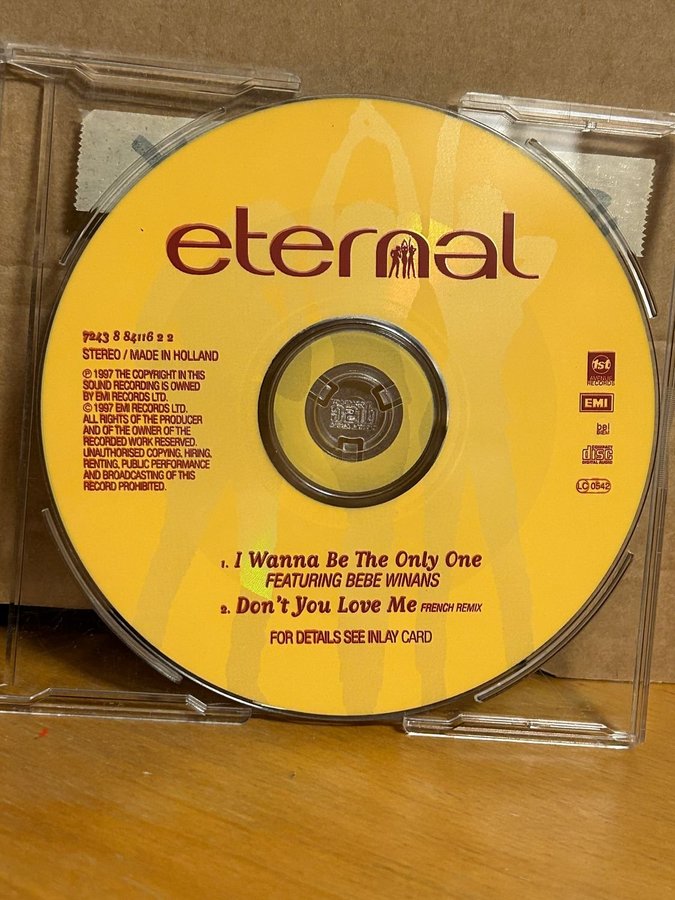 eternal
7243 8 84116 2 2
STEREO / MADE IN HOLLAND
℗ 1997 THE COPYRIGHT IN THIS
SOUND RECORDING IS OWNED
BY EMI RECORDS LTD.
© 1997 EMI RECORDS LTD.
ALL RIGHTS OF THE PRODUCER
AND OF THE OWNER OF THE
RECORDED WORK RESERVED.
UNAUTHORISED COPYING, HIRING,
RENTING, PUBLIC PERFORMANCE
AND BROADCASTING OF THIS
RECORD PROHIBITED.
1st
AVENUE
RECORDS
EMI
COMPACT
disc
DIGITAL AUDIO
LC 0542
1. I Wanna Be The Only One
FEATURING BEBE WINANS
2. Don't You Love Me FRENCH REMIX
FOR DETAILS SEE INLAY CARD